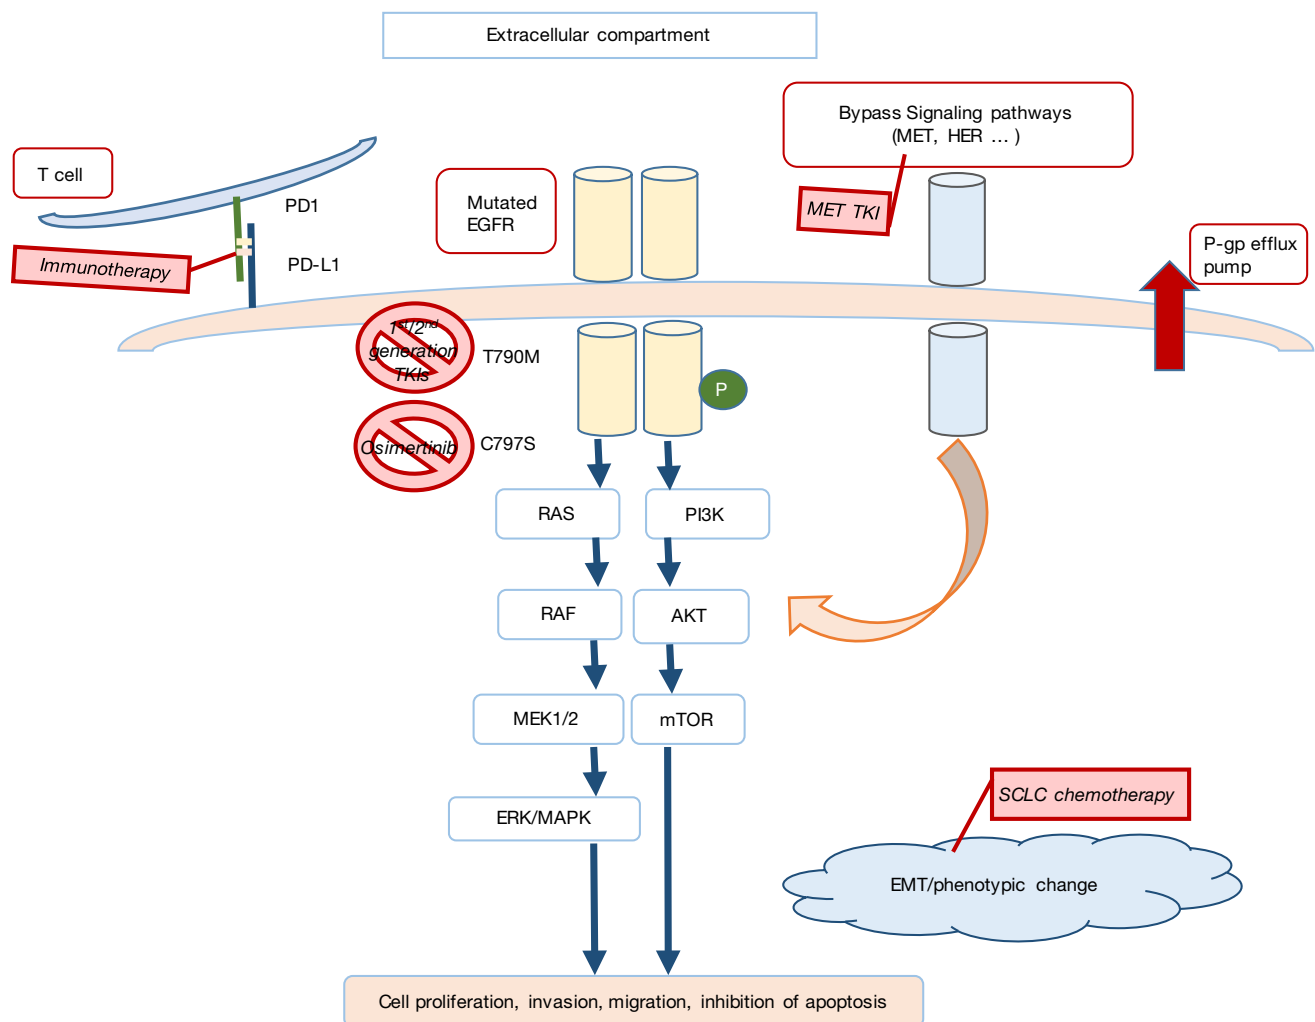 Extracellular compartment
Bypass Signaling pathways
(MET, HER ... )
T cell
PD1
Mutated
EGFR
MET TKI
P-gp efflux
pump
Immunotherapy
PD-L1
1st/2nd
generation
TKIs
T790M
P
Osimertinib
C797S
RAS
PI3K
RAF
AKT
MEK1/2
mTOR
ERK/MAPK
SCLC chemotherapy
EMT/phenotypic change
Cell proliferation, invasion, migration, inhibition of apoptosis